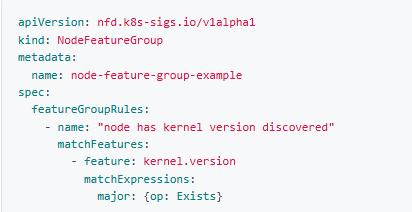 apiVersion: nfd.k8s-sigs.io/v1alpha1
kind: NodeFeatureGroup
metadata:
  name: node-feature-group-example
spec:
  featureGroupRules:
    - name: "node has kernel version discovered"
      matchFeatures:
        - feature: kernel.version
          matchExpressions:
            major: {op: Exists}